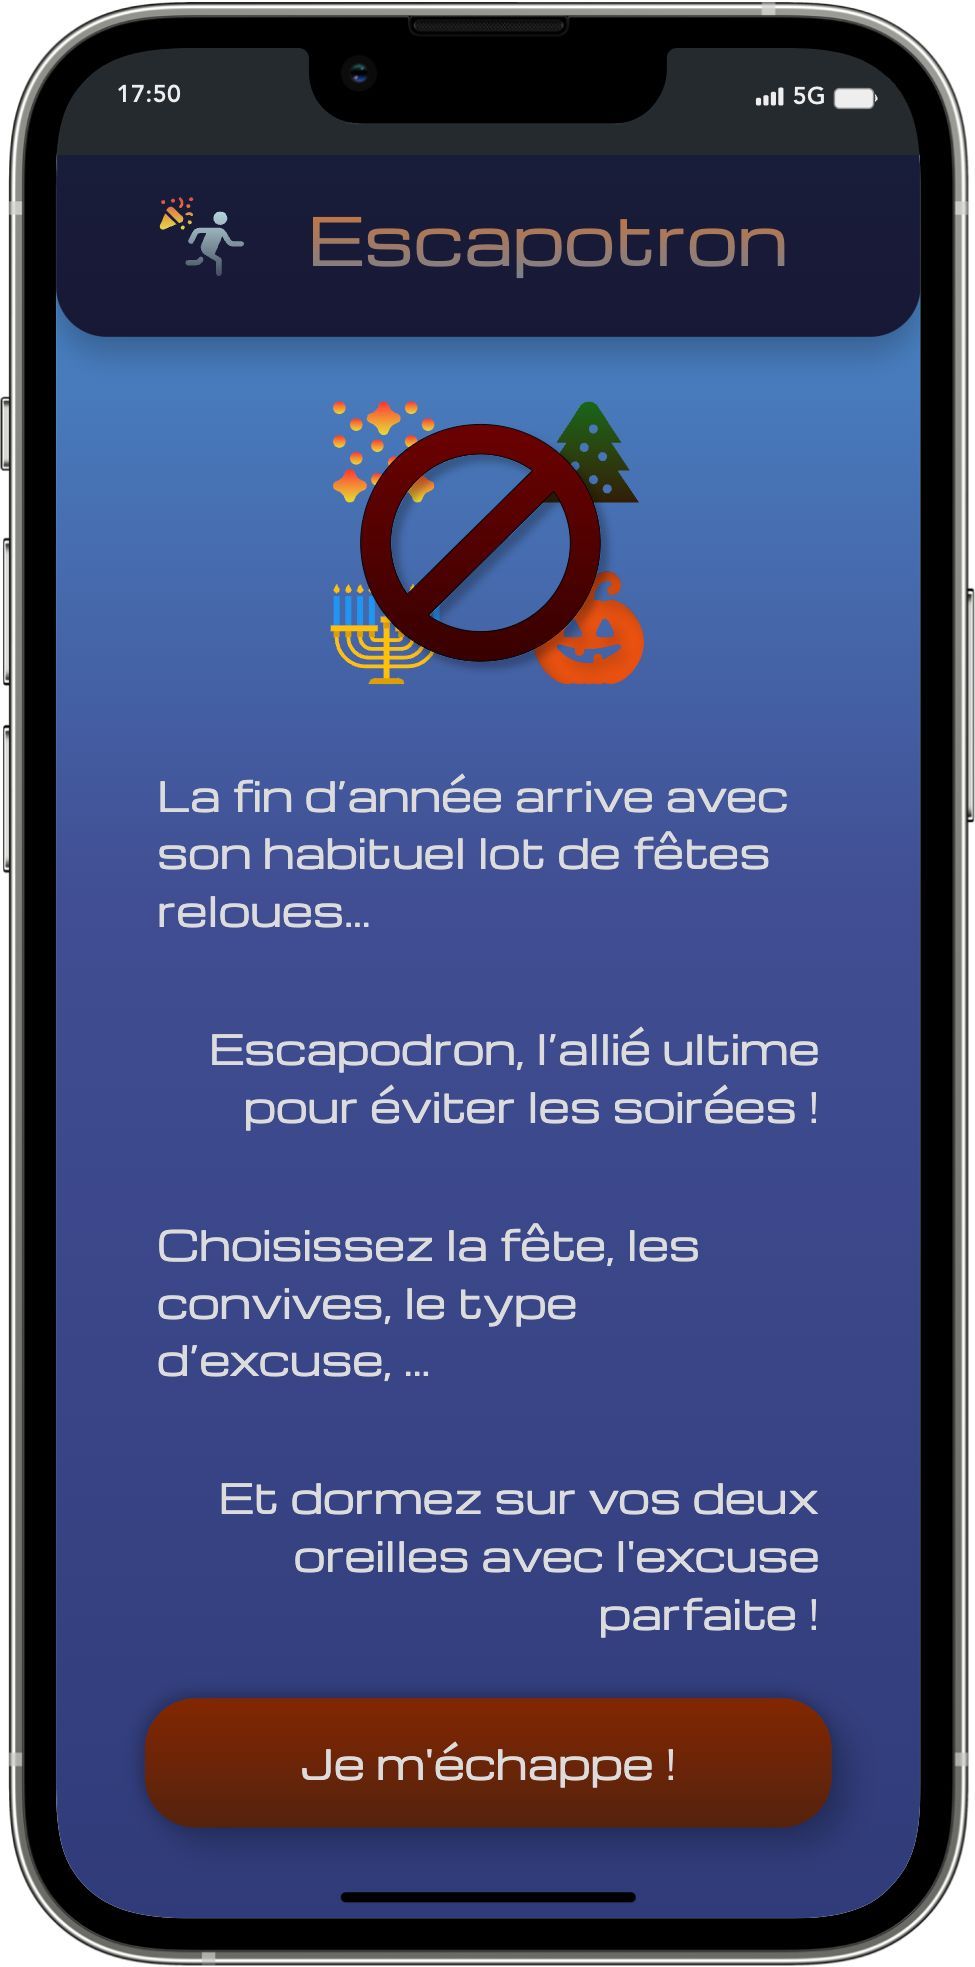 17:50
5G
Escapotron
La fin d’année arrive avec
son habituel lot de fêtes
reloues...
Escapodron, l’allié ultime
pour éviter les soirées !
Choisissez la fête, les
convives, le type
d’excuse, ...
Et dormez sur vos deux
oreilles avec l'excuse
parfaite !
Je m'échappe !